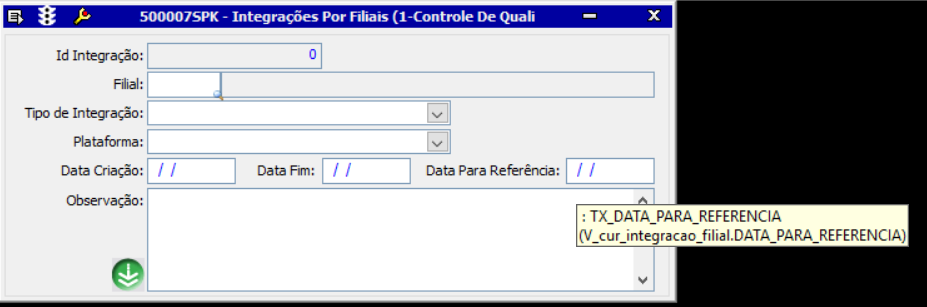 500007SPK - Integrações Por Filiais (1-Controle De Quali
Id Integração: 0
Filial:
Tipo de Integração:
Plataforma:
Data Criação: / / Data Fim: / / Data Para Referência: / /
Observação:
: TX_DATA_PARA_REFERENCIA
(V_cur_integracao_filial.DATA_PARA_REFERENCIA)